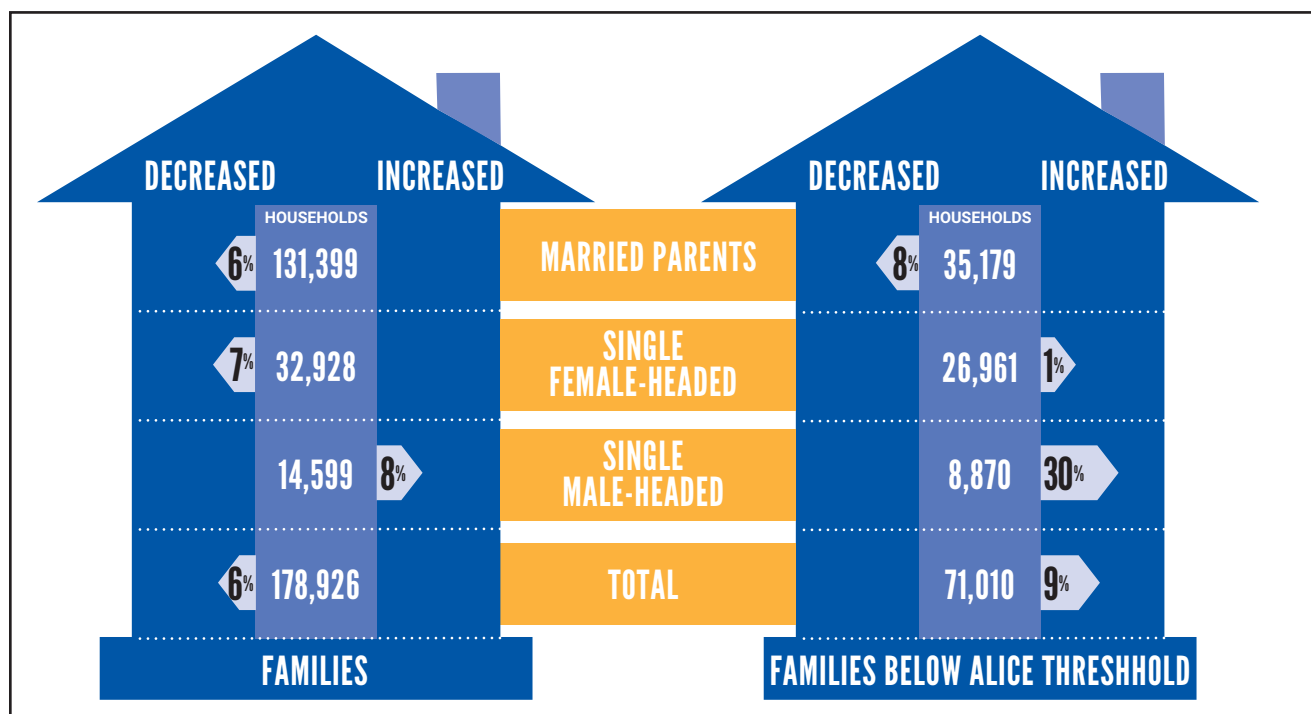 DECREASED INCREASED DECREASED INCREASED
HOUSEHOLDS HOUSEHOLDS
6% 131,399 MARRIED PARENTS 8% 35,179
7% 32,928 SINGLE
FEMALE-HEADED 26,961 1%
14,599 8% SINGLE
MALE-HEADED 8,870 30%
6% 178,926 TOTAL 71,010 9%
FAMILIES FAMILIES BELOW ALICE THRESHHOLD